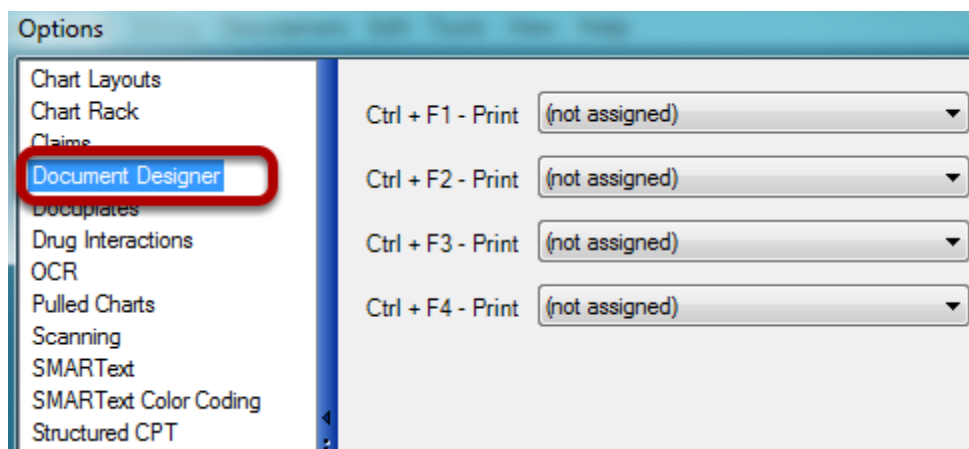 Options
Chart Layouts
Chart Rack
Claims
Document Designer
Docuplates
Drug Interactions
OCR
Pulled Charts
Scanning
SMARText
SMARText Color Coding
Structured CPT
Ctrl + F1 - Print (not assigned)
Ctrl + F2 - Print (not assigned)
Ctrl + F3 - Print (not assigned)
Ctrl + F4 - Print (not assigned)